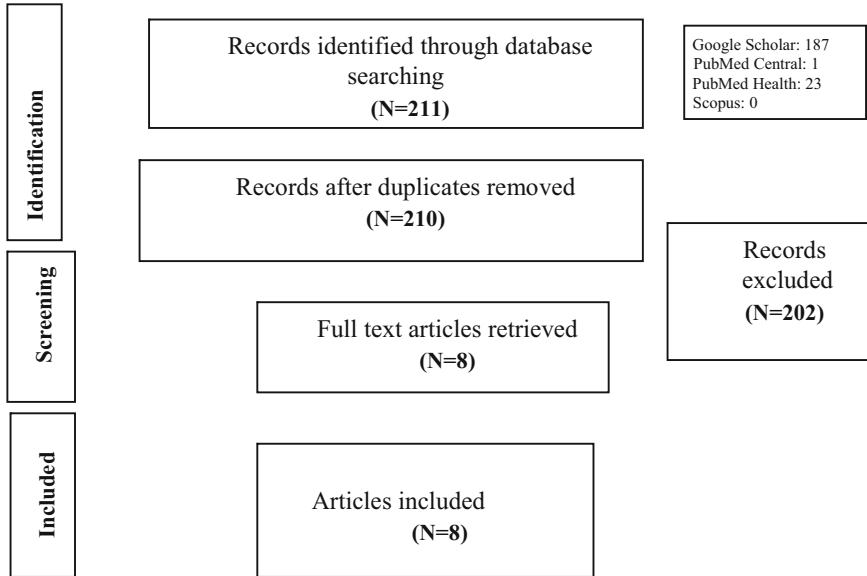 Records identified through database
searching
(N=211)
Google Scholar: 187
PubMed Central: 1
PubMed Health: 23
Scopus: 0
Identification
Records after duplicates removed
(N=210)
Records
excluded
(N=202)
Screening
Full text articles retrieved
(N=8)
Included
Articles included
(N=8)